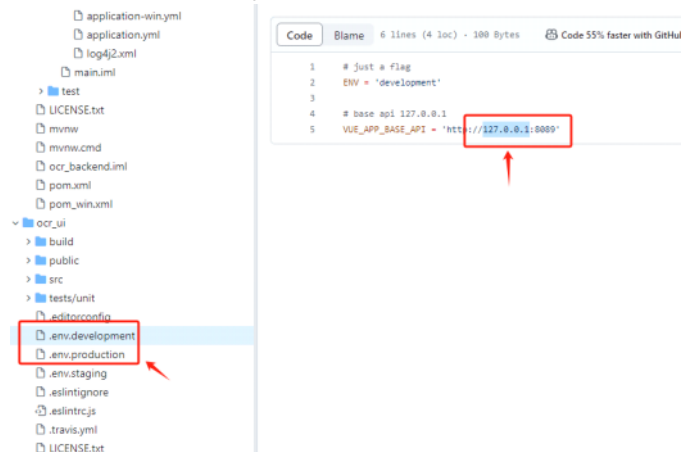 application-win.yml
application.yml
log4j2.xml
main.iml
test
LICENSE.txt
mvnw
mvnw.cmd
ocr_backend.iml
pom.xml
pom_win.xml
ocr_ui
build
public
src
tests/unit
.editorconfig
.env.development
.env.production
.env.staging
.eslintignore
.eslintrc.js
.travis.yml
LICENSE.txt
Code Blame 6 lines (4 loc) · 100 Bytes Code 55% faster with GitHub
1 # just a flag
2 ENV = 'development'
3
4 # base api 127.0.0.1
5 VUE_APP_BASE_API = 'http://127.0.0.1:8089'